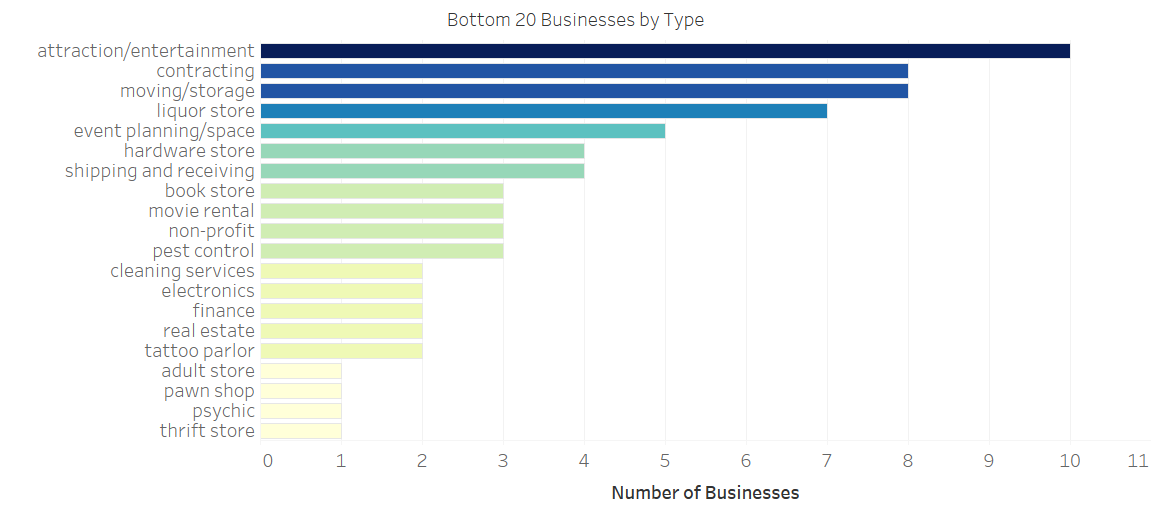 Bottom 20 Businesses by Type
attraction/entertainment
contracting
moving/storage
liquor store
event planning/space
hardware store
shipping and receiving
book store
movie rental
non-profit
pest control
cleaning services
electronics
finance
real estate
tattoo parlor
adult store
pawn shop
psychic
thrift store
0 1 2 3 4 5 6 7 8 9 10 11
Number of Businesses